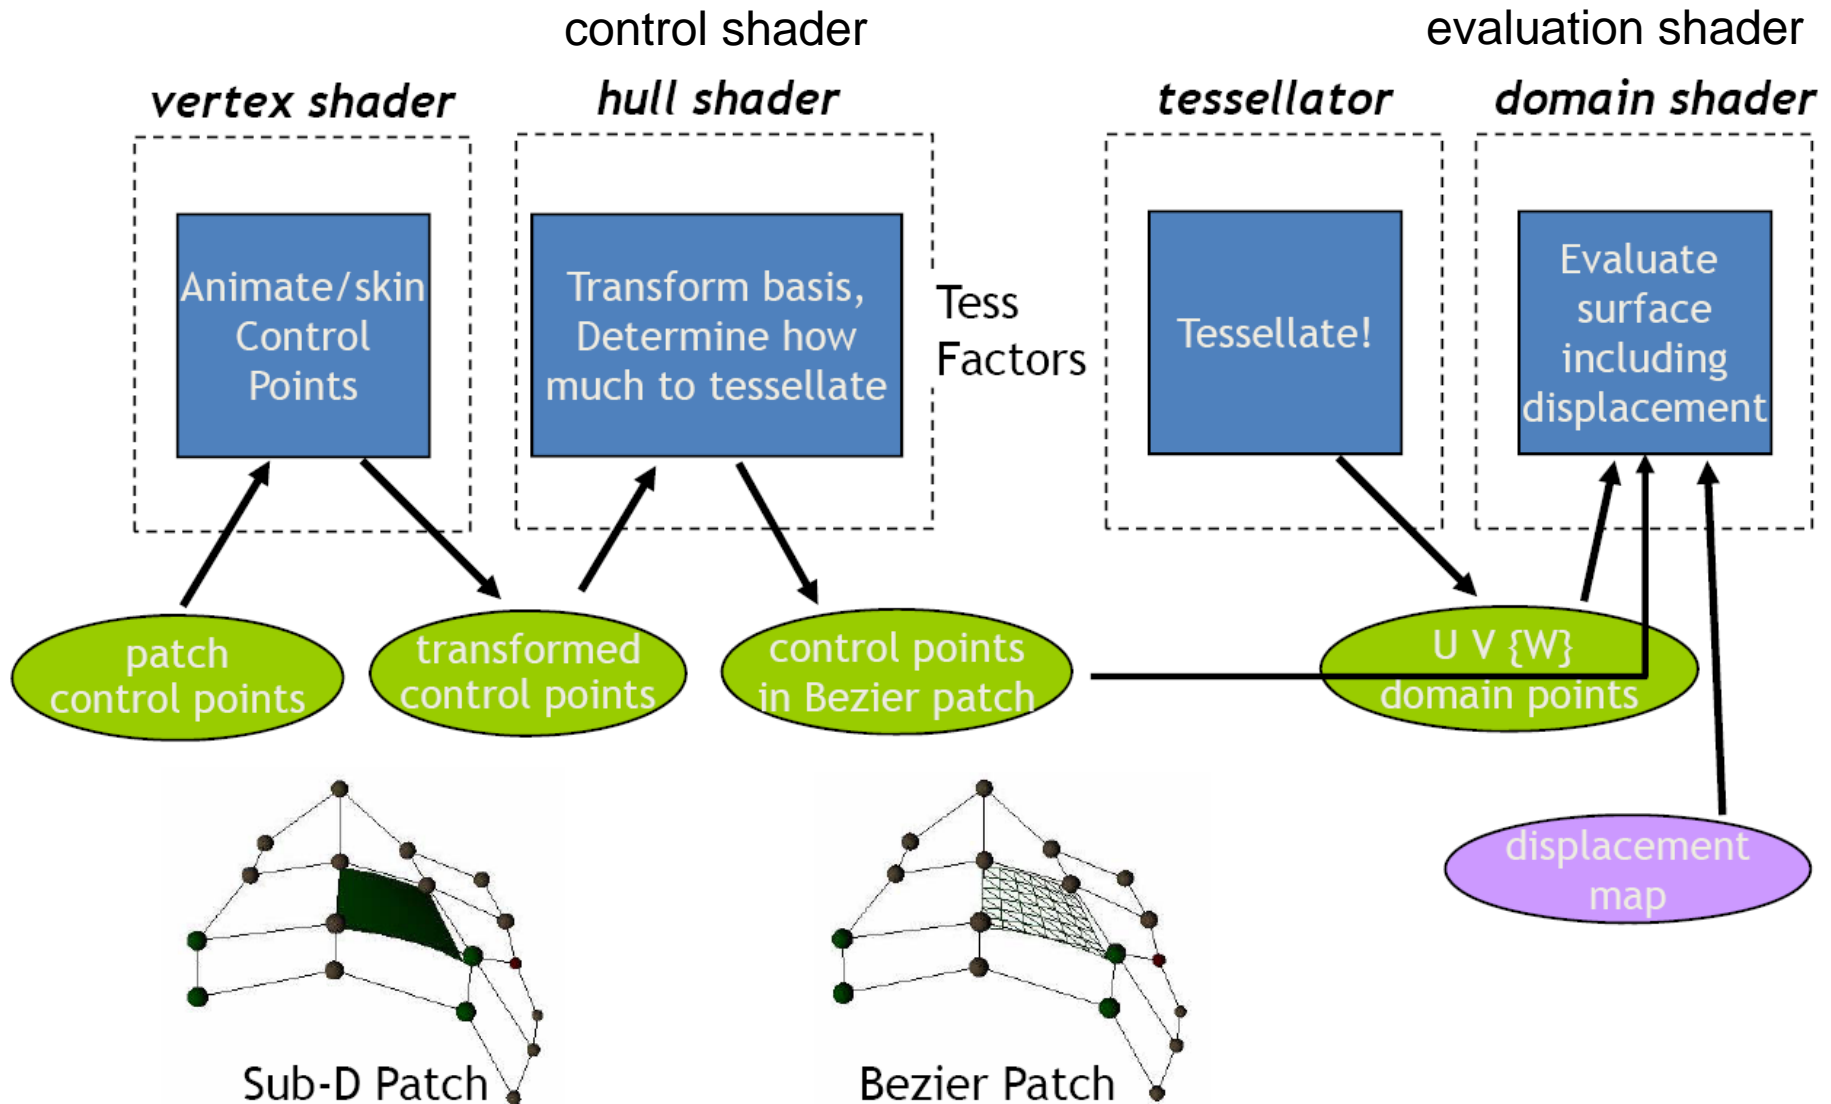 control shader
evaluation shader
vertex shader
hull shader
tessellator
domain shader
Animate/skin
Control
Points
Transform basis,
Determine how
much to tessellate
Tess
Factors
Tessellate!
Evaluate
surface
including
displacement
patch
control points
transformed
control points
control points
in Bezier patch
U V {W}
domain points
displacement
map
Sub-D Patch
Bezier Patch